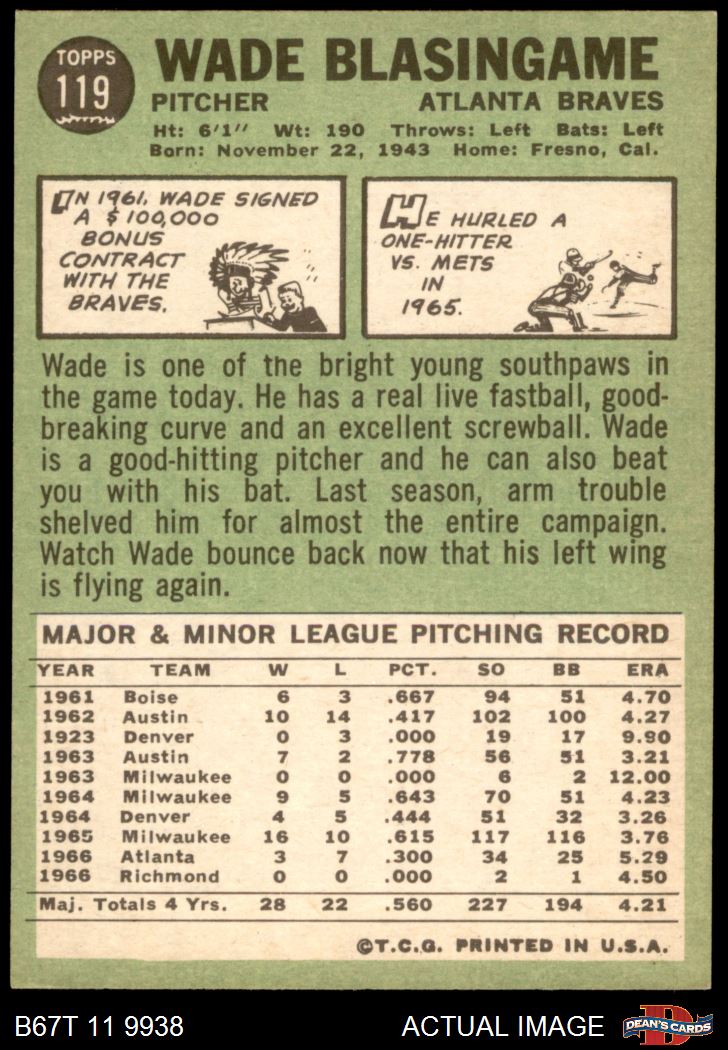 TOPPS
119
WADE BLASINGAME
PITCHER ATLANTA BRAVES
Ht: 6'1" Wt: 190 Throws: Left Bats: Left
Born: November 22, 1943 Home: Fresno, Cal.
IN 1961, WADE SIGNED
A $100,000
BONUS
CONTRACT
WITH THE
BRAVES.
HE HURLED A
ONE-HITTER
VS. METS
IN
1965.
Wade is one of the bright young southpaws in
the game today. He has a real live fastball, good-
breaking curve and an excellent screwball. Wade
is a good-hitting pitcher and he can also beat
you with his bat. Last season, arm trouble
shelved him for almost the entire campaign.
Watch Wade bounce back now that his left wing
is flying again.
MAJOR & MINOR LEAGUE PITCHING RECORD
YEAR TEAM W L PCT. SO BB ERA
1961 Boise 6 3 .667 94 51 4.70
1962 Austin 10 14 .417 102 100 4.27
1923 Denver 0 3 .000 19 17 9.90
1963 Austin 7 2 .778 56 51 3.21
1963 Milwaukee 0 0 .000 6 2 12.00
1964 Milwaukee 9 5 .643 70 51 4.23
1964 Denver 4 5 .444 51 32 3.26
1965 Milwaukee 16 10 .615 117 116 3.76
1966 Atlanta 3 7 .300 34 25 5.29
1966 Richmond 0 0 .000 2 1 4.50
Maj. Totals 4 Yrs. 28 22 .560 227 194 4.21
©T.C.G. PRINTED IN U.S.A.
B67T 11 9938 ACTUAL IMAGE
DEAN'S CARDS